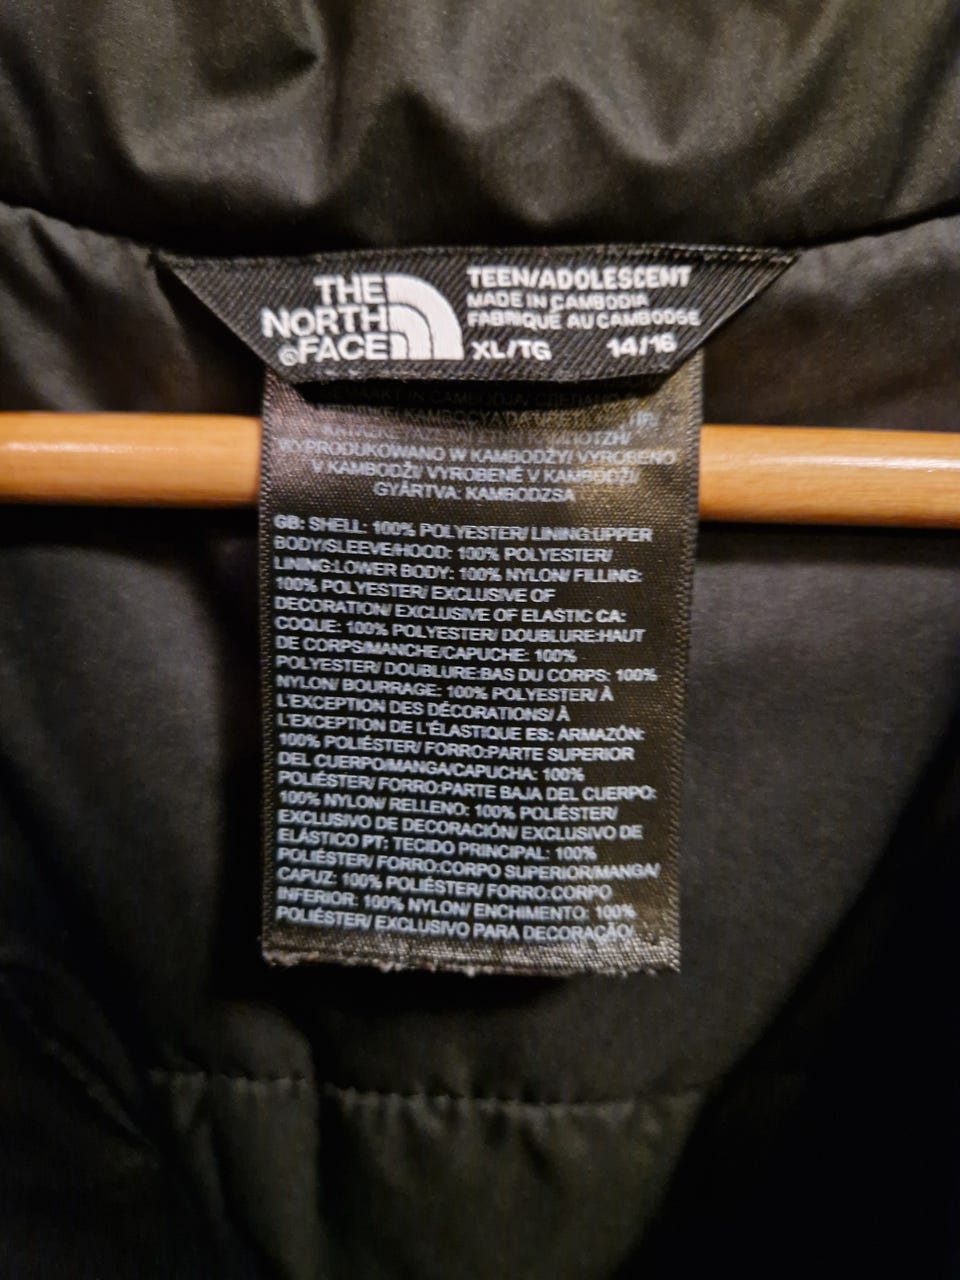 THE
NORTH
FACE
TEEN/ADOLESCENT
MADE IN CAMBODIA
FABRIQUÉ AU CAMBODGE
XL/TG 14/16
IN CAMBODJA/
WYPRODUKOWANO W KAMBODŻY/ VYROBENO
V KAMBODŽI/ VYROBENÉ V KAMBODŽI/
GYÁRTVA: KAMBODZSA
GB: SHELL: 100% POLYESTER/ LINING:UPPER
BODY/SLEEVE/HOOD: 100% POLYESTER/
LINING:LOWER BODY: 100% NYLON/ FILLING:
100% POLYESTER/ EXCLUSIVE OF
DECORATION/ EXCLUSIVE OF ELASTIC CA:
COQUE: 100% POLYESTER/ DOUBLURE:HAUT
DE CORPS/MANCHE/CAPUCHE: 100%
POLYESTER/ DOUBLURE:BAS DU CORPS: 100%
NYLON/ BOURRAGE: 100% POLYESTER/ À
L'EXCEPTION DES DÉCORATIONS/ À
L'EXCEPTION DE L'ÉLASTIQUE ES: ARMAZÓN:
100% POLIÉSTER/ FORRO:PARTE SUPERIOR
DEL CUERPO/MANGA/CAPUCHA: 100%
POLIÉSTER/ FORRO:PARTE BAJA DEL CUERPO:
100% NYLON/ RELLENO: 100% POLIÉSTER/
EXCLUSIVO DE DECORACIÓN/ EXCLUSIVO DE
ELÁSTICO PT: TECIDO PRINCIPAL: 100%
POLIÉSTER/ FORRO:CORPO SUPERIOR/MANGA/
CAPUZ: 100% POLIÉSTER/ FORRO:CORPO
INFERIOR: 100% NYLON/ ENCHIMENTO: 100%
POLIÉSTER/ EXCLUSIVO PARA DECORAÇÃO/